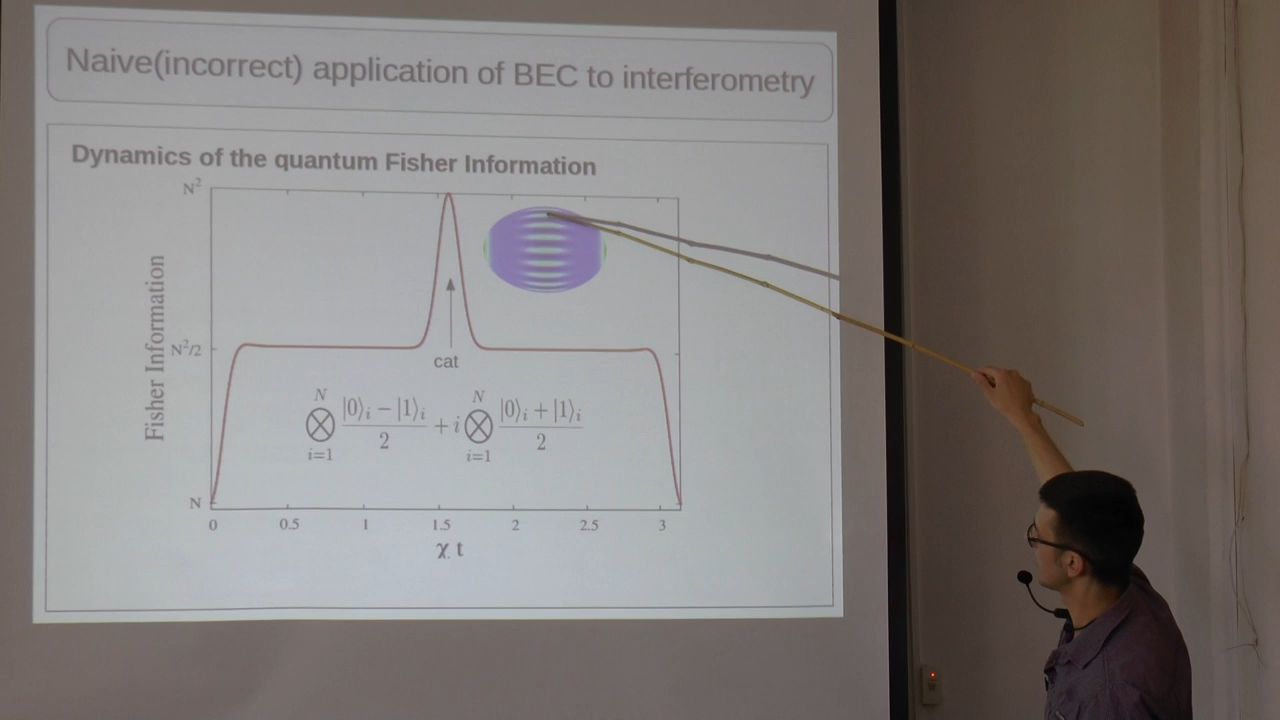 Naive(incorrect) application of BEC to interferometry
Dynamics of the quantum Fisher Information
N²
N²/2
N
Fisher Information
cat
N N
⊗ |0⟩ᵢ − |1⟩ᵢ / 2 + i ⊗ |0⟩ᵢ + |1⟩ᵢ / 2
i=1 i=1
0 0.5 1 1.5 2 2.5 3
χ t